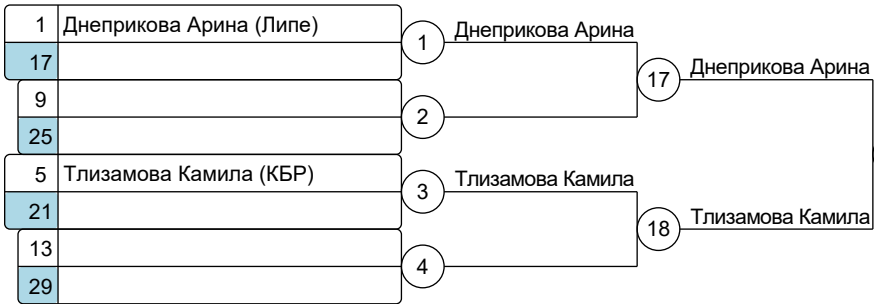 1 Днеприкова Арина (Липе)
1 Днеприкова Арина
17
17 Днеприкова Арина
9
2
25
5 Тлизамова Камила (КБР)
3 Тлизамова Камила
21
18 Тлизамова Камила
13
4
29